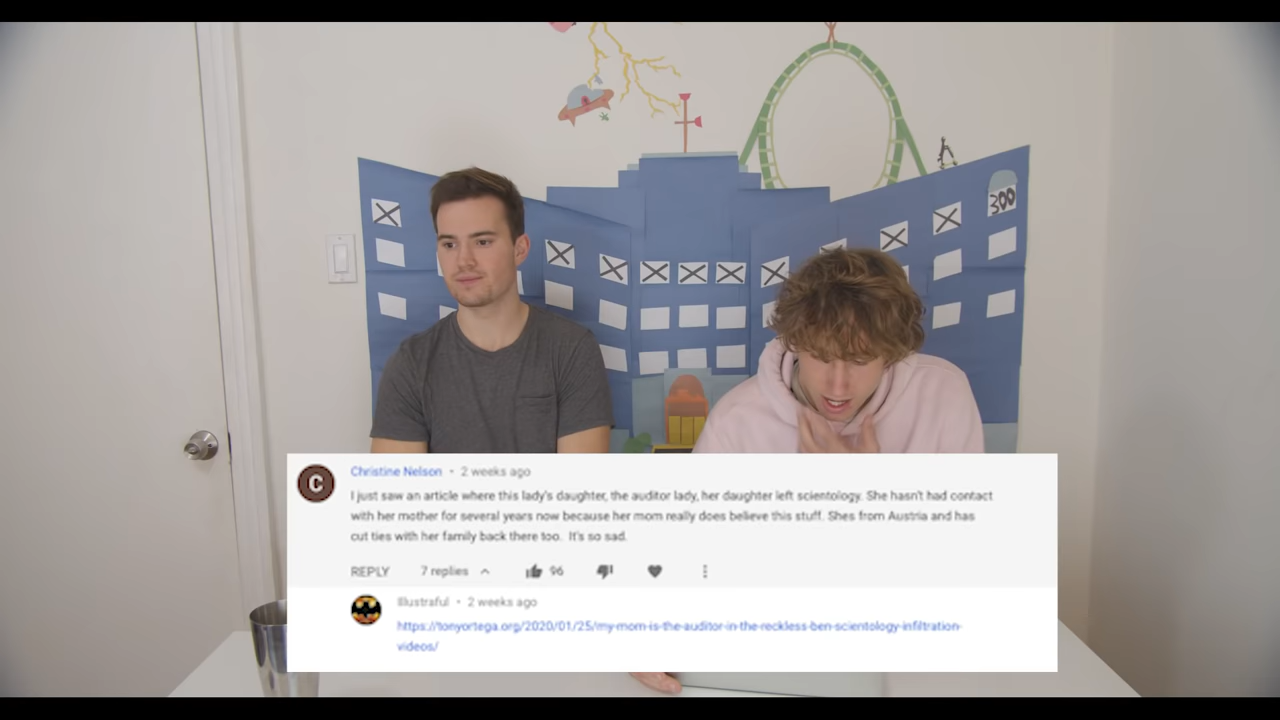 300
C
Christine Nelson • 2 weeks ago
I just saw an article where this lady's daughter, the auditor lady, her daughter left scientology. She hasn't had contact
with her mother for several years now because her mom really does believe this stuff. Shes from Austria and has
cut ties with her family back there too. It's so sad.
REPLY 7 replies 96
Illustraful • 2 weeks ago
https://tonyortega.org/2020/01/25/my-mom-is-the-auditor-in-the-reckless-ben-scientology-infiltration-
videos/